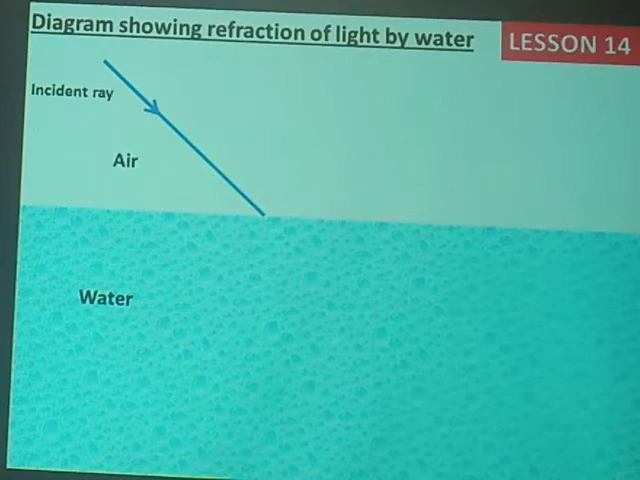 Diagram showing refraction of light by water
LESSON 14
Incident ray
Air
Water